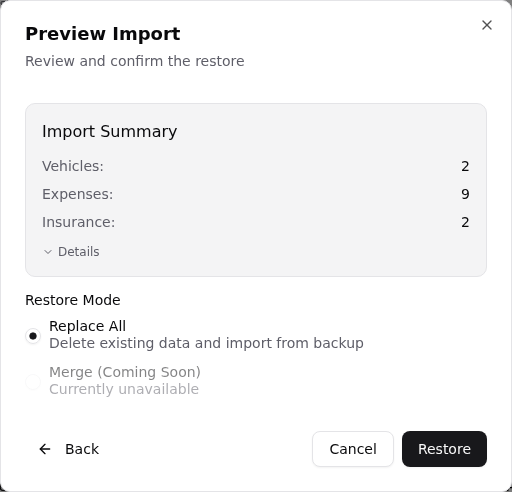 Preview Import
Review and confirm the restore
Import Summary
Vehicles: 2
Expenses: 9
Insurance: 2
Details
Restore Mode
Replace All
Delete existing data and import from backup
Merge (Coming Soon)
Currently unavailable
Back Cancel Restore